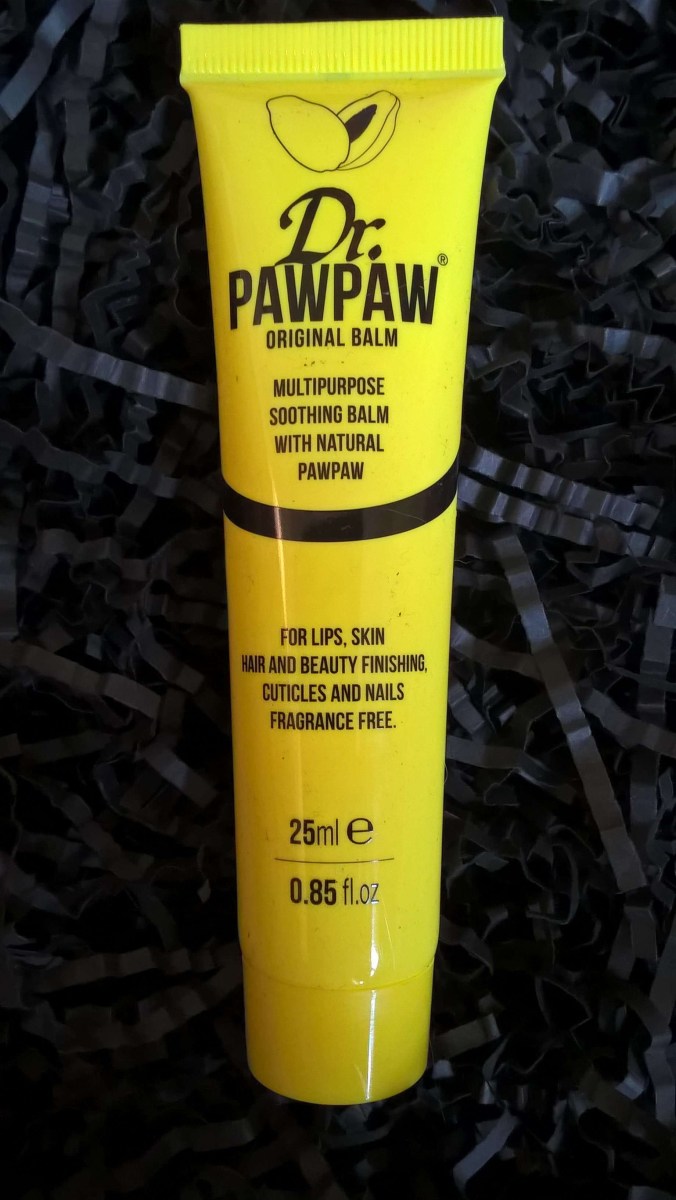 Dr.
PAWPAW®
ORIGINAL BALM
MULTIPURPOSE
SOOTHING BALM
WITH NATURAL
PAWPAW
FOR LIPS, SKIN
HAIR AND BEAUTY FINISHING,
CUTICLES AND NAILS
FRAGRANCE FREE.
25ml ℮
0.85 fl.oz